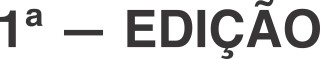 1ª — EDIÇÃO